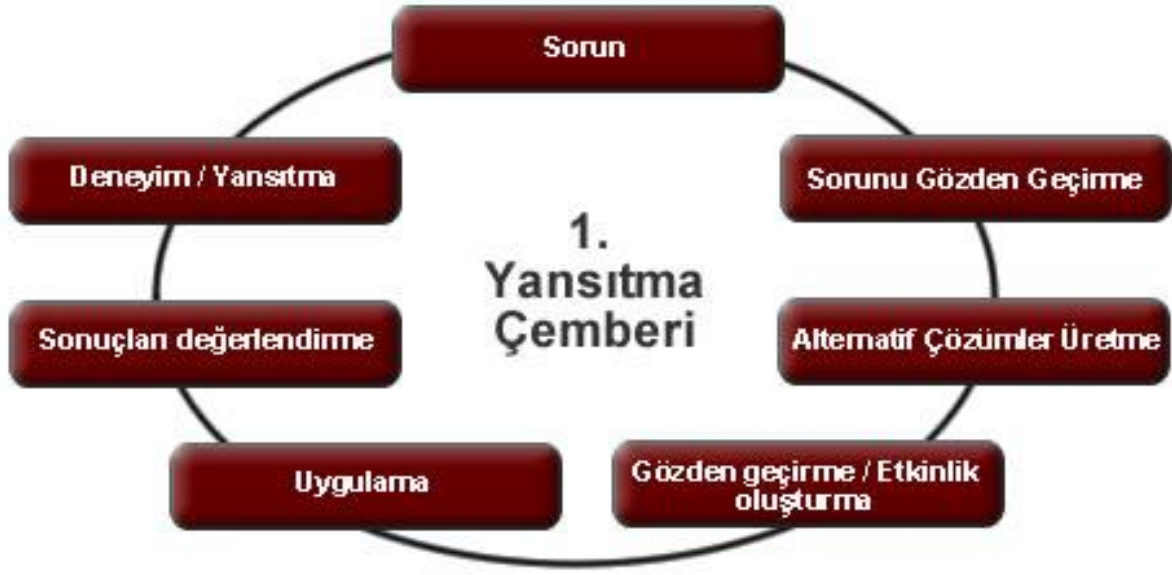 Sorun
Sorunu Gözden Geçirme
Alternatif Çözümler Üretme
Gözden geçirme / Etkinlik
oluşturma
Uygulama
Sonuçları değerlendirme
Deneyim / Yansıtma
1.
Yansıtma
Çemberi